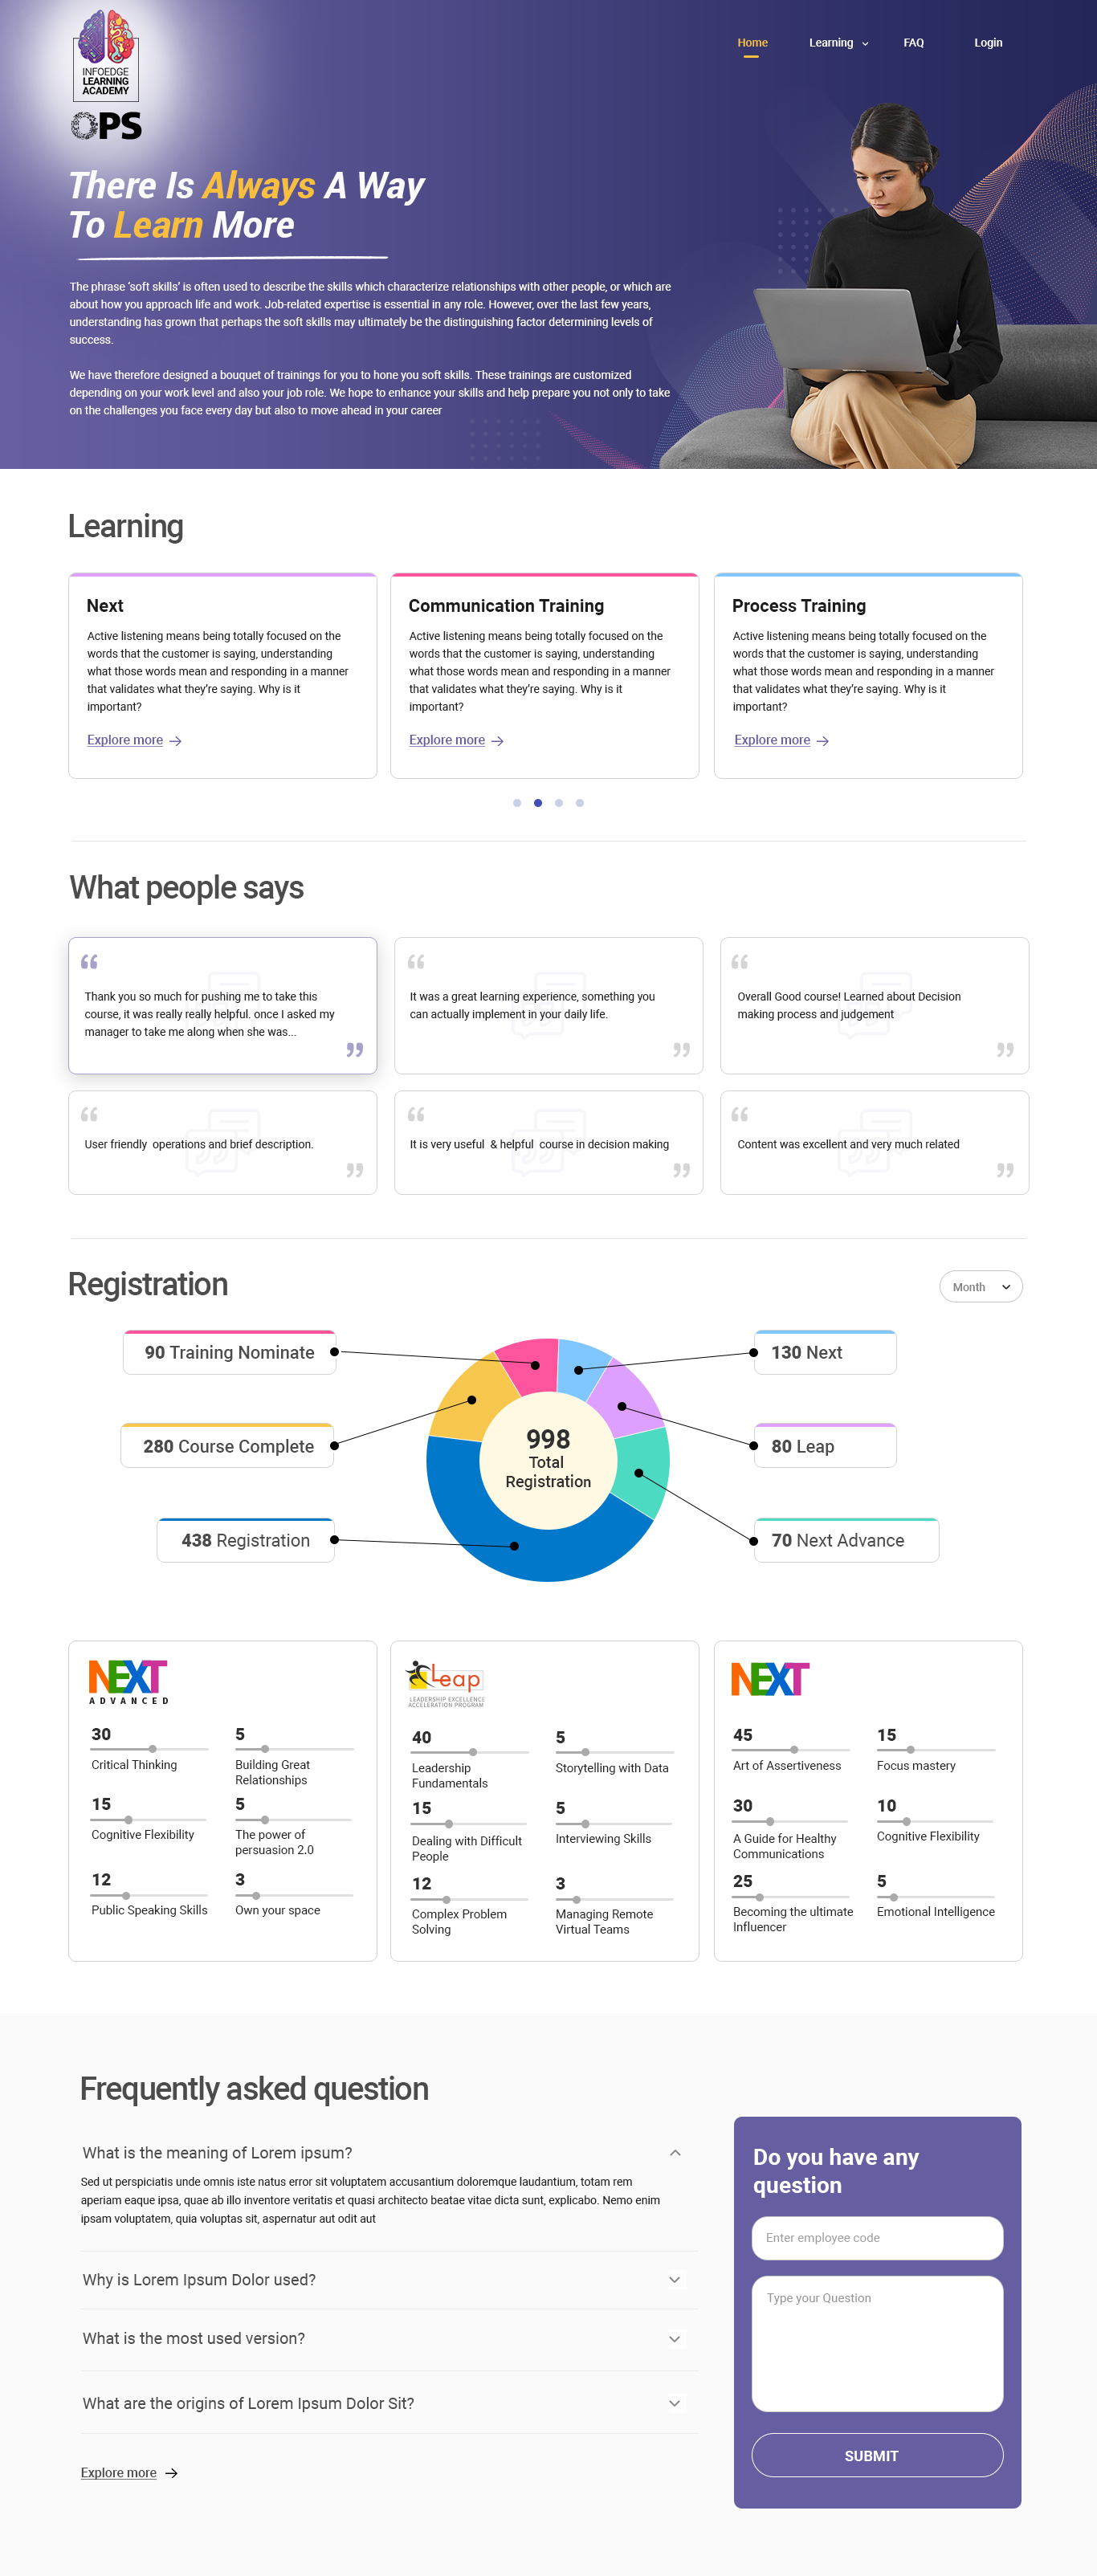 INFOEDGE
LEARNING
ACADEMY
OPS
Home
Learning
FAQ
Login
There Is Always A Way
To Learn More
The phrase ‘soft skills’ is often used to describe the skills which characterize relationships with other people, or which are
about how you approach life and work. Job-related expertise is essential in any role. However, over the last few years,
understanding has grown that perhaps the soft skills may ultimately be the distinguishing factor determining levels of
success.
We have therefore designed a bouquet of trainings for you to hone you soft skills. These trainings are customized
depending on your work level and also your job role. We hope to enhance your skills and help prepare you not only to take
on the challenges you face every day but also to move ahead in your career
Learning
Next
Active listening means being totally focused on the
words that the customer is saying, understanding
what those words mean and responding in a manner
that validates what they’re saying. Why is it
important?
Explore more
Communication Training
Active listening means being totally focused on the
words that the customer is saying, understanding
what those words mean and responding in a manner
that validates what they’re saying. Why is it
important?
Explore more
Process Training
Active listening means being totally focused on the
words that the customer is saying, understanding
what those words mean and responding in a manner
that validates what they’re saying. Why is it
important?
Explore more
What people says
Thank you so much for pushing me to take this
course, it was really really helpful. once I asked my
manager to take me along when she was...
It was a great learning experience, something you
can actually implement in your daily life.
Overall Good course! Learned about Decision
making process and judgement
User friendly operations and brief description.
It is very useful & helpful course in decision making
Content was excellent and very much related
Registration
Month
90 Training Nominate
280 Course Complete
438 Registration
998
Total
Registration
130 Next
80 Leap
70 Next Advance
NEXT
ADVANCED
30
Critical Thinking
5
Building Great
Relationships
15
Cognitive Flexibility
5
The power of
persuasion 2.0
12
Public Speaking Skills
3
Own your space
Leap
LEADERSHIP EXCELLENCE
ACCELERATION PROGRAM
40
Leadership
Fundamentals
5
Storytelling with Data
15
Dealing with Difficult
People
5
Interviewing Skills
12
Complex Problem
Solving
3
Managing Remote
Virtual Teams
NEXT
45
Art of Assertiveness
15
Focus mastery
30
A Guide for Healthy
Communications
10
Cognitive Flexibility
25
Becoming the ultimate
Influencer
5
Emotional Intelligence
Frequently asked question
What is the meaning of Lorem ipsum?
Sed ut perspiciatis unde omnis iste natus error sit voluptatem accusantium doloremque laudantium, totam rem
aperiam eaque ipsa, quae ab illo inventore veritatis et quasi architecto beatae vitae dicta sunt, explicabo. Nemo enim
ipsam voluptatem, quia voluptas sit, aspernatur aut odit aut
Why is Lorem Ipsum Dolor used?
What is the most used version?
What are the origins of Lorem Ipsum Dolor Sit?
Explore more
Do you have any
question
Enter employee code
Type your Question
SUBMIT